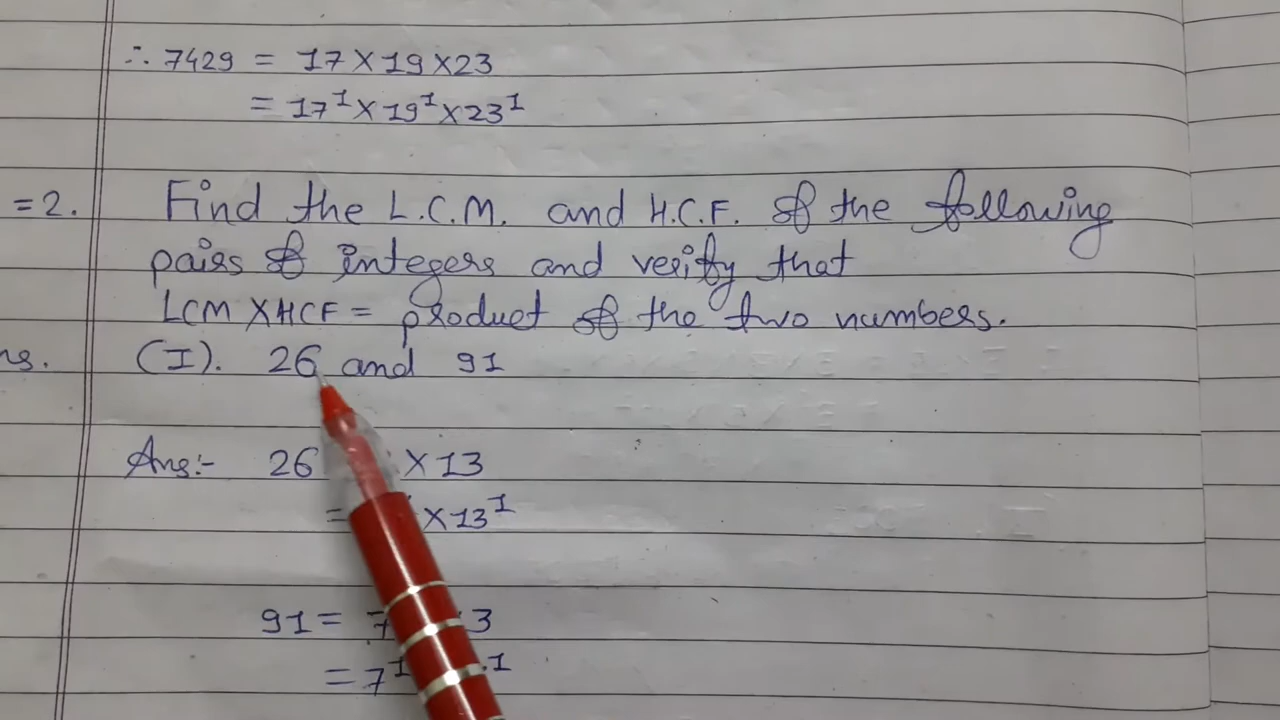 ∴ 7429 = 17 × 19 × 23
= 17¹ × 19¹ × 23¹
=2. Find the L.C.M. and H.C.F. of the following
pairs of integers and verify that
LCM × HCF = product of the two numbers.
ns. (I). 26 and 91
Ans:- 26 × 13
= × 13¹
91 = 7 3
= 7¹ 1